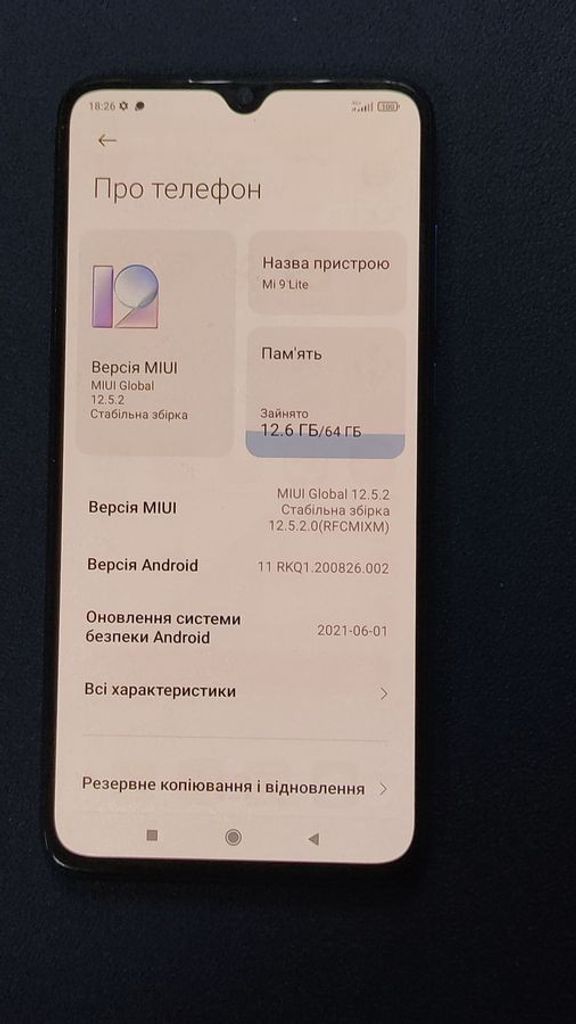 18:26
100
Про телефон
12
Версія MIUI
MIUI Global
12.5.2
Стабільна збірка
Назва пристрою
Mi 9 Lite
Пам'ять
Зайнято
12.6 ГБ/64 ГБ
Версія MIUI
MIUI Global 12.5.2
Стабільна збірка
12.5.2.0(RFCMIXM)
Версія Android
11 RKQ1.200826.002
Оновлення системи
безпеки Android
2021-06-01
Всі характеристики
Резервне копіювання і відновлення